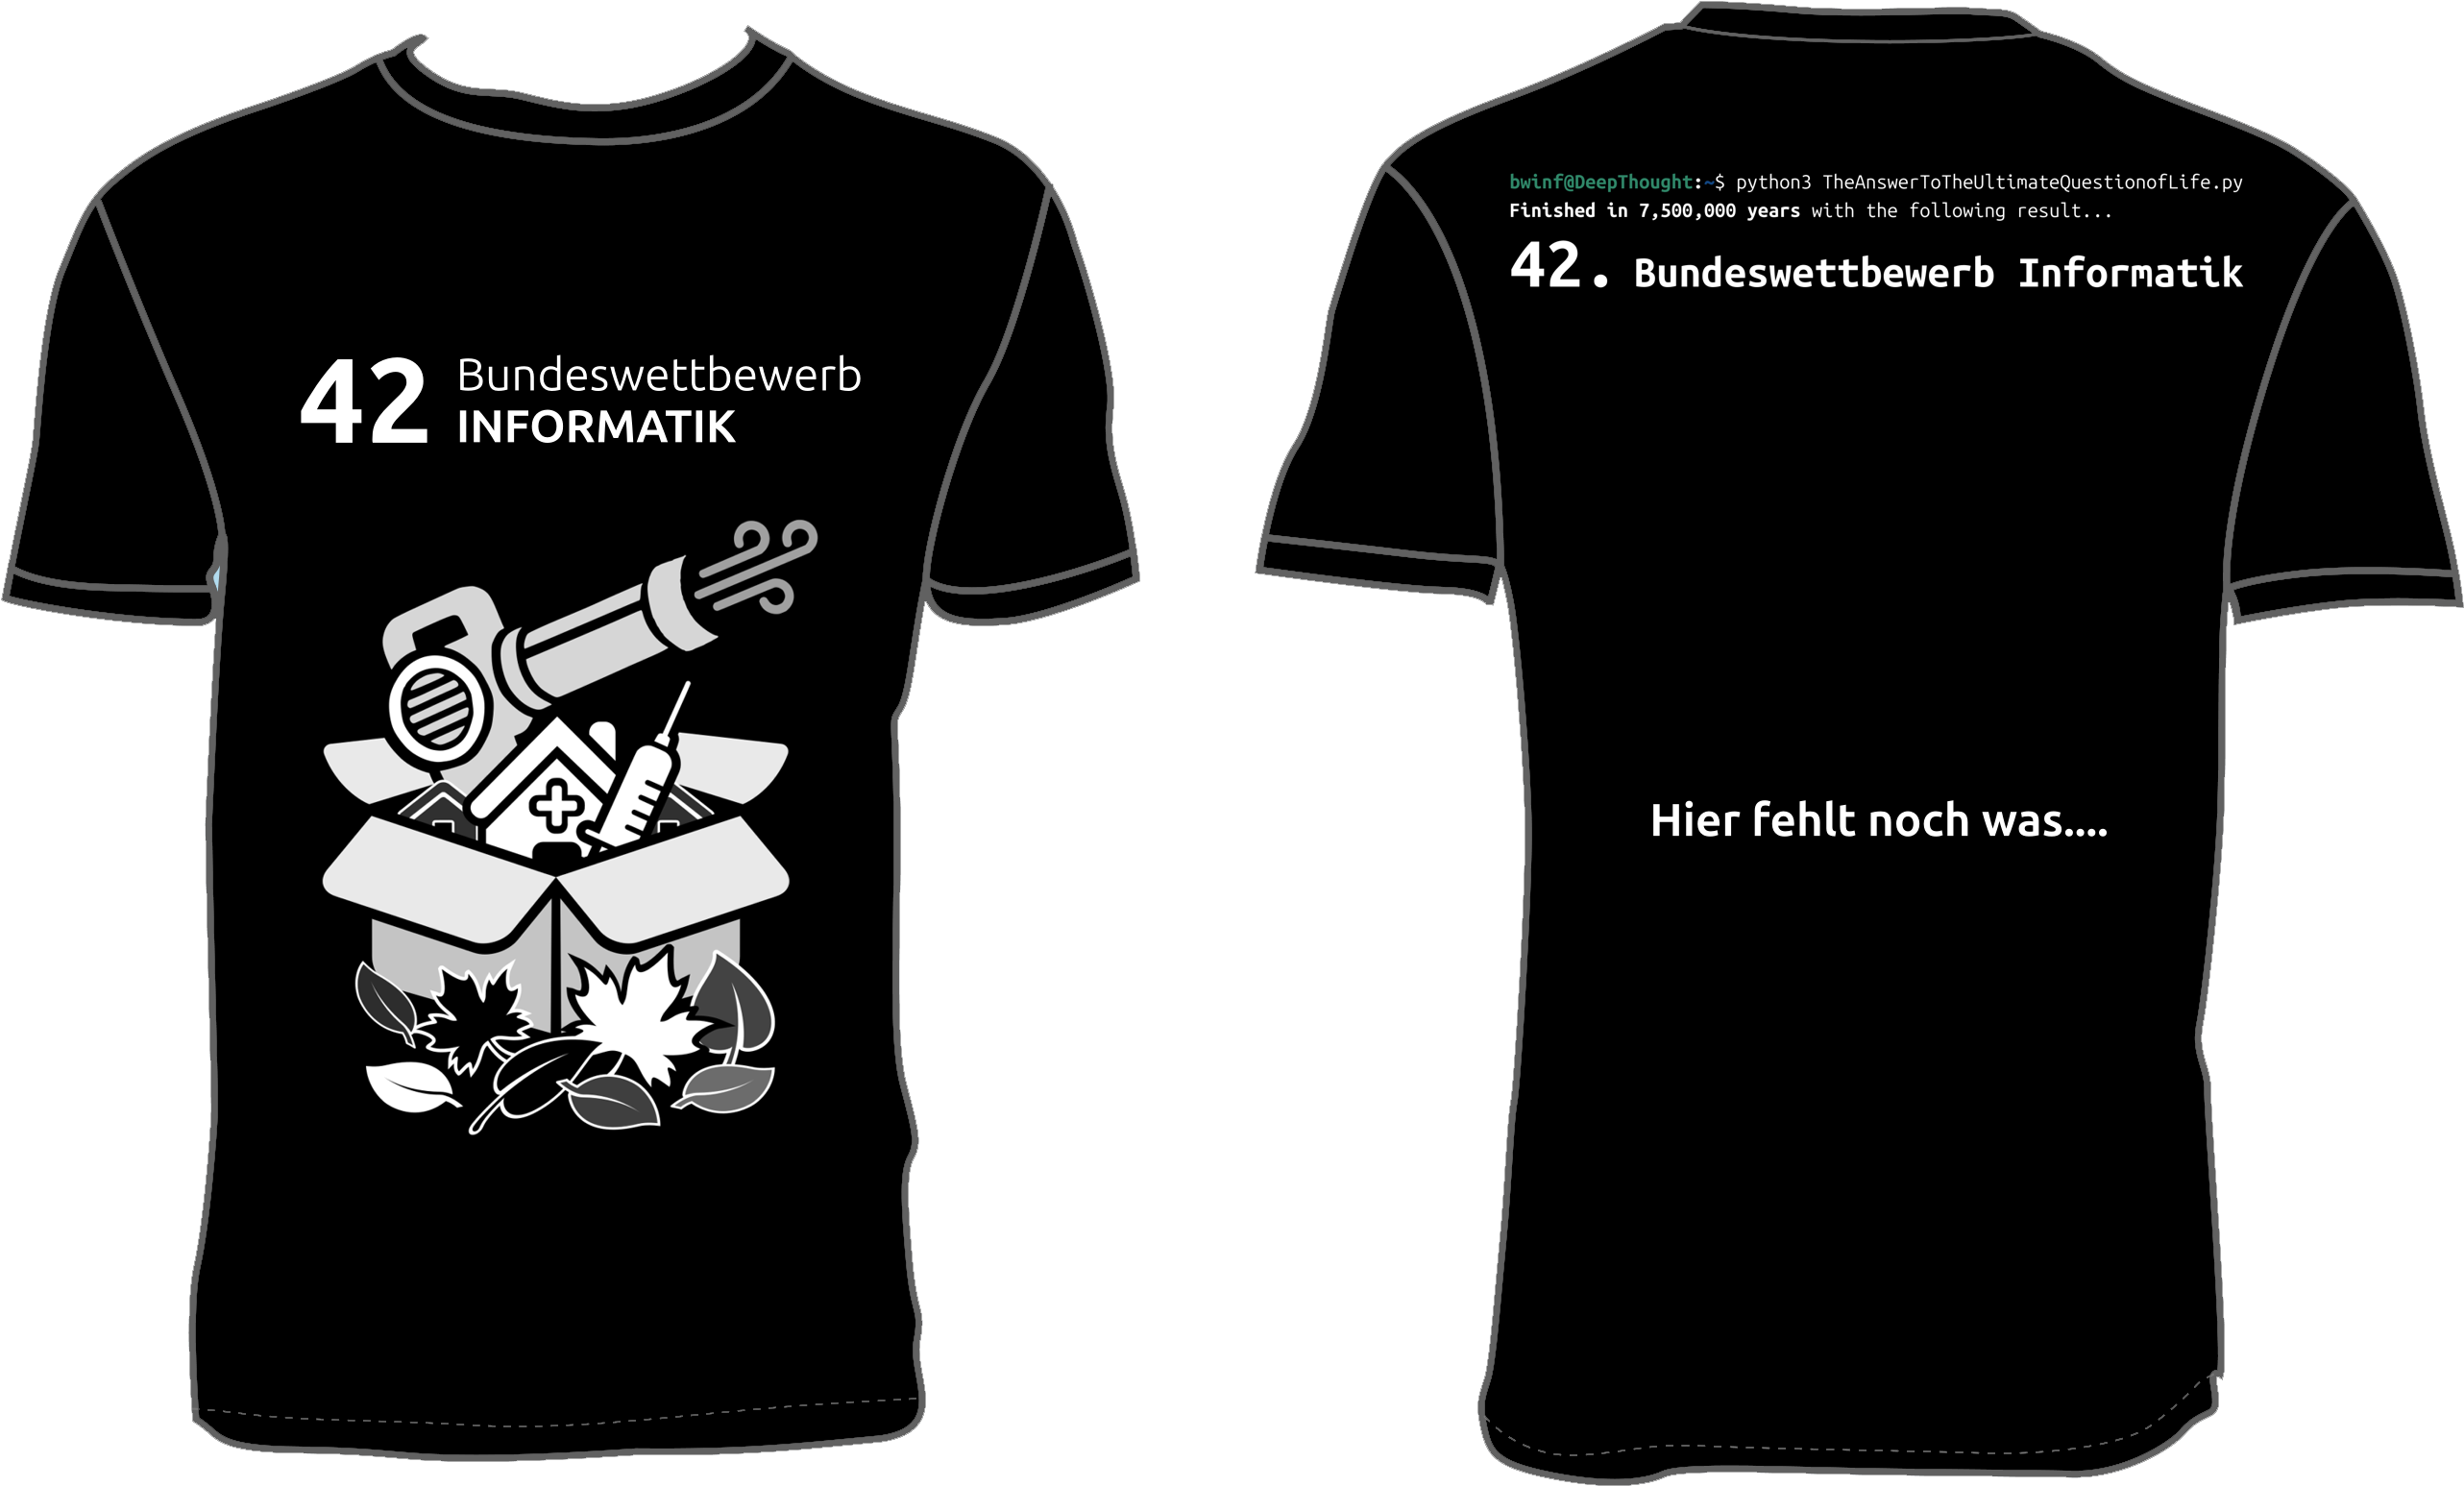 42 Bundeswettbewerb
INFORMATIK
bwinf@DeepThought:~$ python3 TheAnswerToTheUltimateQuestionofLife.py
Finished in 7,500,000 years with the following result...
42. Bundeswettbewerb Informatik
Hier fehlt noch was....